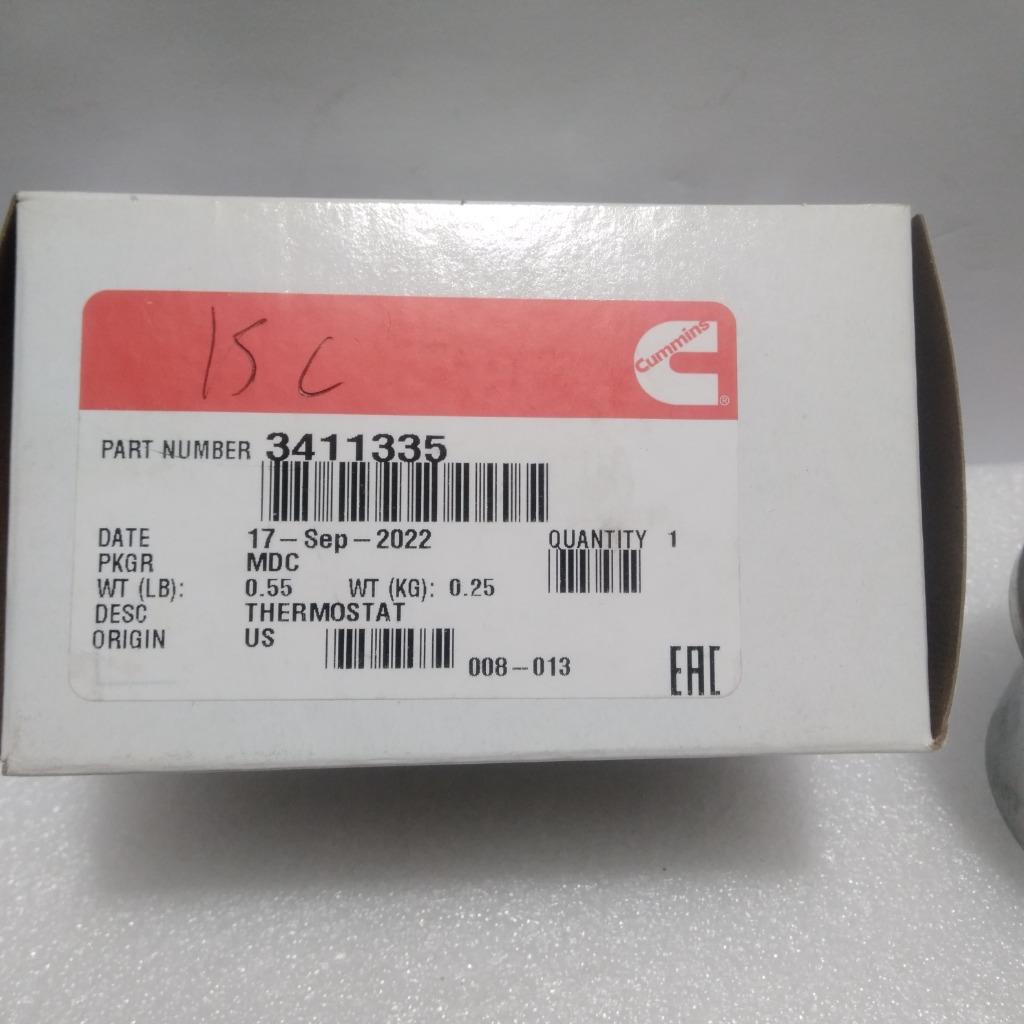 ISC
Cummins
®
PART NUMBER 3411335
DATE 17-Sep-2022 QUANTITY 1
PKGR MDC
WT (LB): 0.55 WT (KG): 0.25
DESC THERMOSTAT
ORIGIN US
008-013
EAC